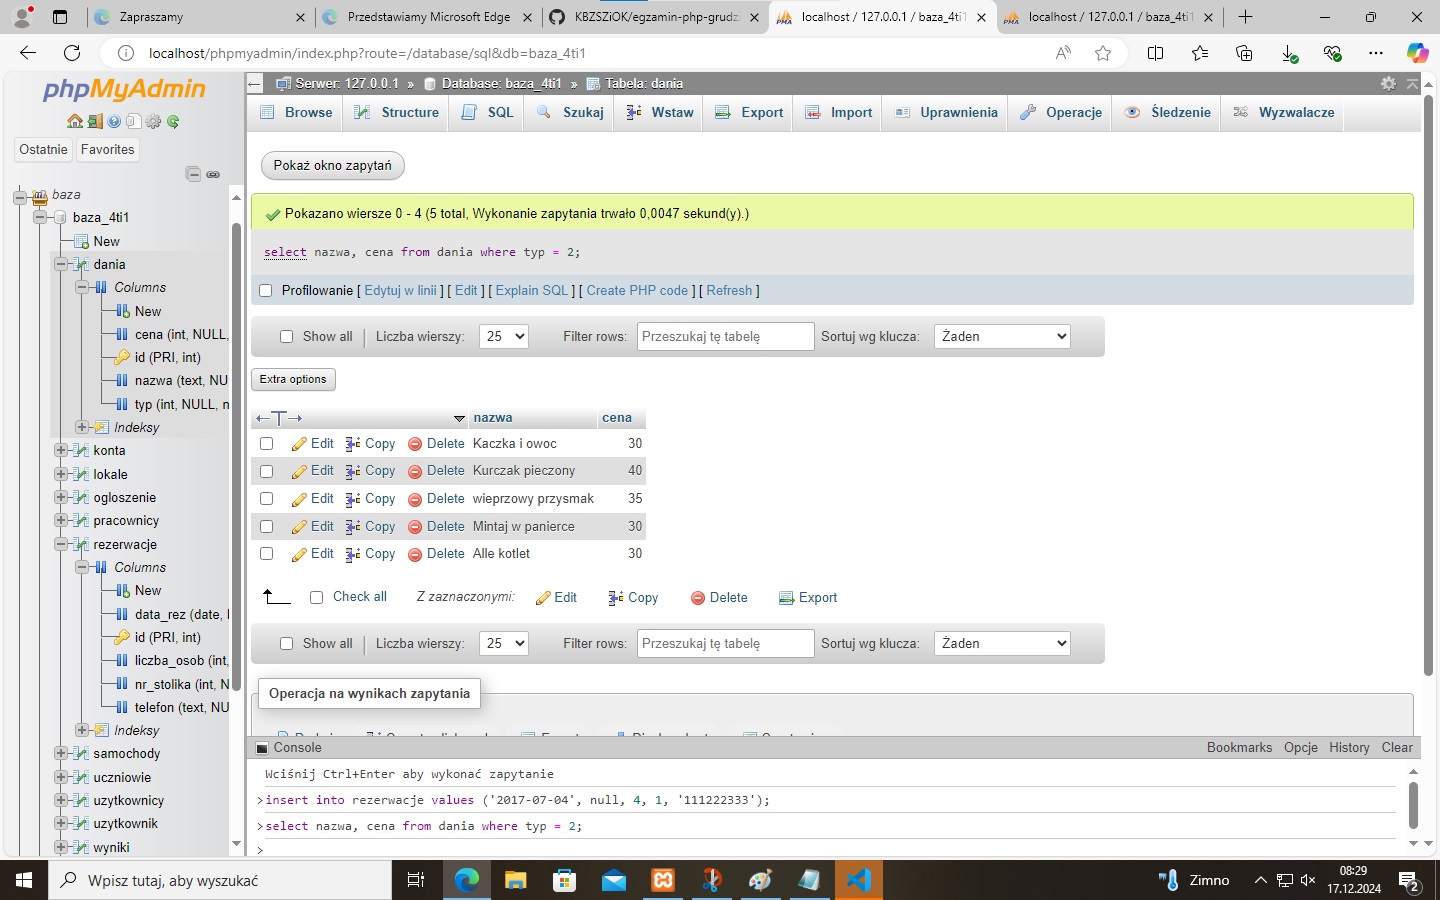 Zapraszamy
Przedstawiamy Microsoft Edge
KBZSZiOK/egzamin-php-grudz
localhost / 127.0.0.1 / baza_4ti1
localhost / 127.0.0.1 / baza_4ti1
localhost/phpmyadmin/index.php?route=/database/sql&db=baza_4ti1
phpMyAdmin
Ostatnie
Favorites
baza
baza_4ti1
New
dania
Columns
New
cena (int, NULL,
id (PRI, int)
nazwa (text, NU
typ (int, NULL, n
Indeksy
konta
lokale
ogloszenie
pracownicy
rezerwacje
Columns
New
data_rez (date,
id (PRI, int)
liczba_osob (int,
nr_stolika (int, N
telefon (text, NU
Indeksy
samochody
uczniowie
uzytkownicy
uzytkownik
wyniki
Serwer: 127.0.0.1 » Database: baza_4ti1 » Tabela: dania
Browse Structure SQL Szukaj Wstaw Export Import Uprawnienia Operacje Śledzenie Wyzwalacze
Pokaż okno zapytań
Pokazano wiersze 0 - 4 (5 total, Wykonanie zapytania trwało 0,0047 sekund(y).)
select nazwa, cena from dania where typ = 2;
Profilowanie [ Edytuj w linii ] [ Edit ] [ Explain SQL ] [ Create PHP code ] [ Refresh ]
Show all Liczba wierszy: 25 Filter rows: Przeszukaj tę tabelę Sortuj wg klucza: Żaden
Extra options
←T→ nazwa cena
Edit Copy Delete Kaczka i owoc 30
Edit Copy Delete Kurczak pieczony 40
Edit Copy Delete wieprzowy przysmak 35
Edit Copy Delete Mintaj w panierce 30
Edit Copy Delete Alle kotlet 30
Check all Z zaznaczonymi: Edit Copy Delete Export
Show all Liczba wierszy: 25 Filter rows: Przeszukaj tę tabelę Sortuj wg klucza: Żaden
Operacja na wynikach zapytania
Console Bookmarks Opcje History Clear
Wciśnij Ctrl+Enter aby wykonać zapytanie
>insert into rezerwacje values ('2017-07-04', null, 4, 1, '111222333');
>select nazwa, cena from dania where typ = 2;
>
Wpisz tutaj, aby wyszukać
Zimno
08:29
17.12.2024
2